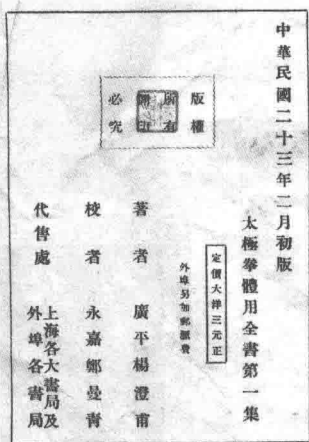 中華民國二十三年二月初版
太極拳體用全書第一集
定價大洋三元正
外埠另加郵滙費
版權
所有
翻印
必究
著者 廣平楊澄甫
校者 永嘉鄭曼青
代售處 上海各大書局及
外埠各書局